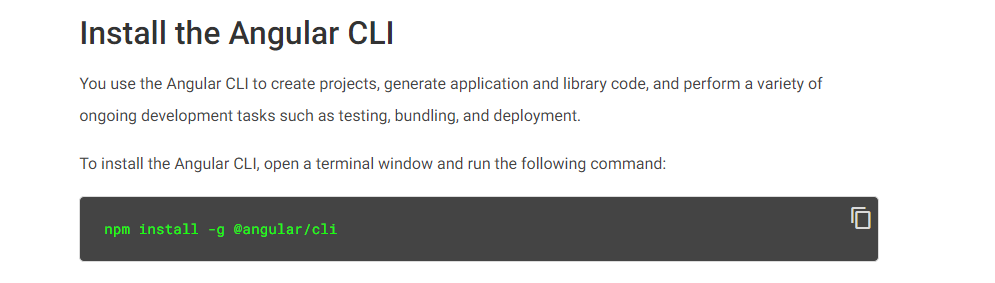 Install the Angular CLI
You use the Angular CLI to create projects, generate application and library code, and perform a variety of
ongoing development tasks such as testing, bundling, and deployment.
To install the Angular CLI, open a terminal window and run the following command:
npm install -g @angular/cli